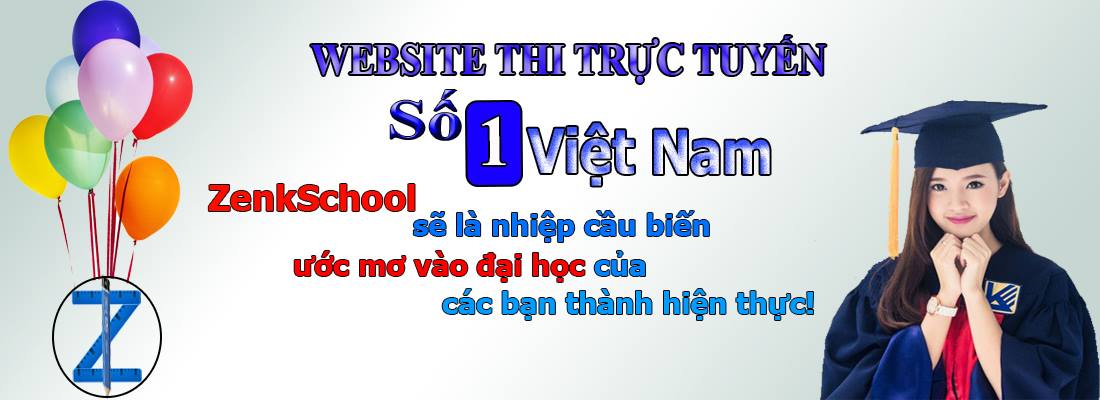 WEBSITE THI TRỰC TUYẾN
Số 1 Việt Nam
ZenkSchool
sẽ là nhiệp cầu biến
ước mơ vào đại học của
các bạn thành hiện thực!
Z